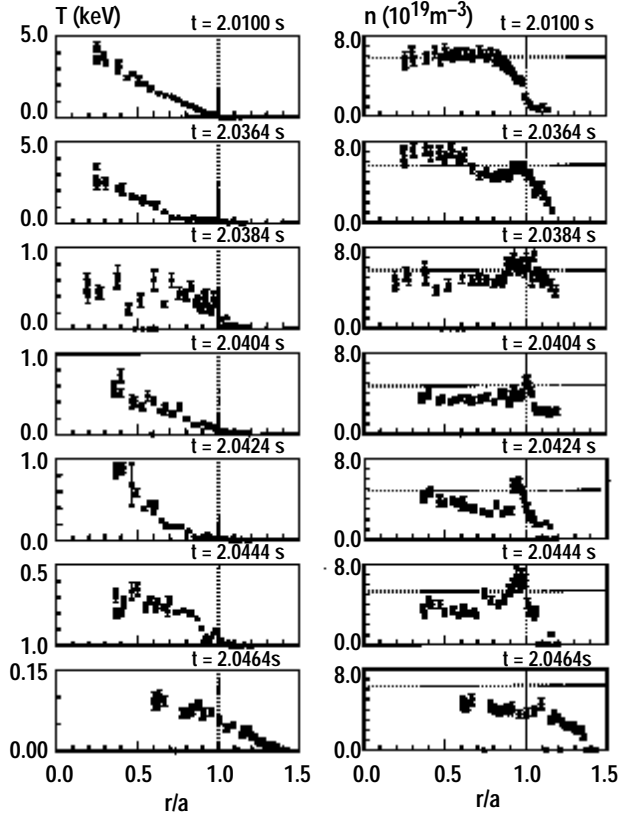 T (keV)
n (10^19 m−3)
t = 2.0100 s
t = 2.0100 s
5.0
0.0
8.0
0.0
t = 2.0364 s
t = 2.0364 s
5.0
0.0
8.0
0.0
t = 2.0384 s
t = 2.0384 s
1.0
0.0
8.0
0.0
t = 2.0404 s
t = 2.0404 s
1.0
0.0
8.0
0.0
t = 2.0424 s
t = 2.0424 s
1.0
0.0
8.0
0.0
t = 2.0444 s
t = 2.0444 s
0.5
1.0
8.0
0.0
t = 2.0464 s
t = 2.0464s
0.15
0.00
8.0
0.0
0.0 0.5 1.0 1.5
0.0 0.5 1.0 1.5
r/a
r/a